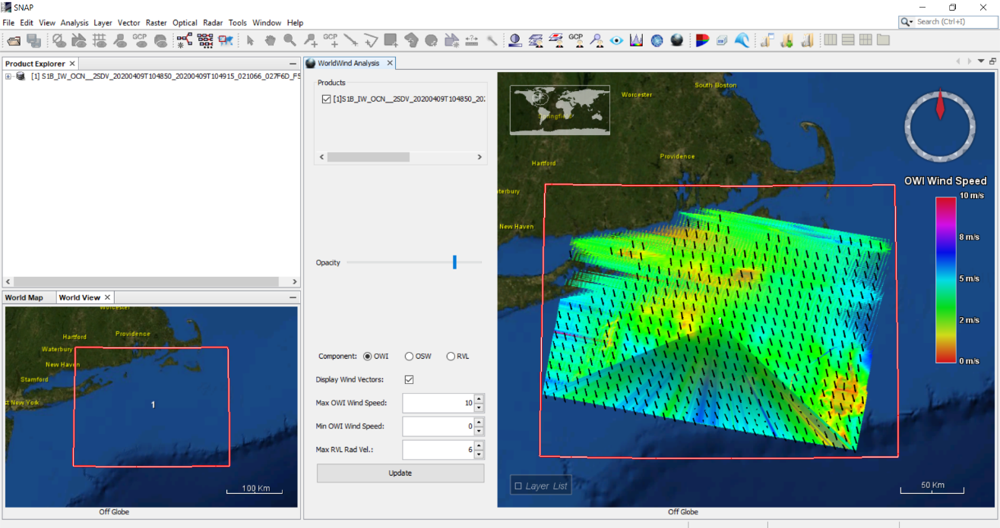 SNAP
File Edit View Analysis Layer Vector Raster Optical Radar Tools Window Help
Search (Ctrl+I)
GCP GCP GCP
Product Explorer
[1] S1B_IW_OCN__2SDV_20200409T104850_20200409T104915_021066_027F6D_F5
World Map World View
Worcester
Hartford
Providence
Waterbury
New Haven
Stamford
New York
1
100 Km
Off Globe
WorldWind Analysis
Products
[1]S1B_IW_OCN__2SDV_20200409T104850_202
Opacity
Component: OWI OSW RVL
Display Wind Vectors:
Max OWI Wind Speed: 10
Min OWI Wind Speed: 0
Max RVL Rad Vel.: 6
Update
South Boston
Worcester
Springfield
Providence
Hartford
terbury
New Haven
1
OWI Wind Speed
10 m/s
8 m/s
5 m/s
2 m/s
0 m/s
Layer List
50 Km
Off Globe